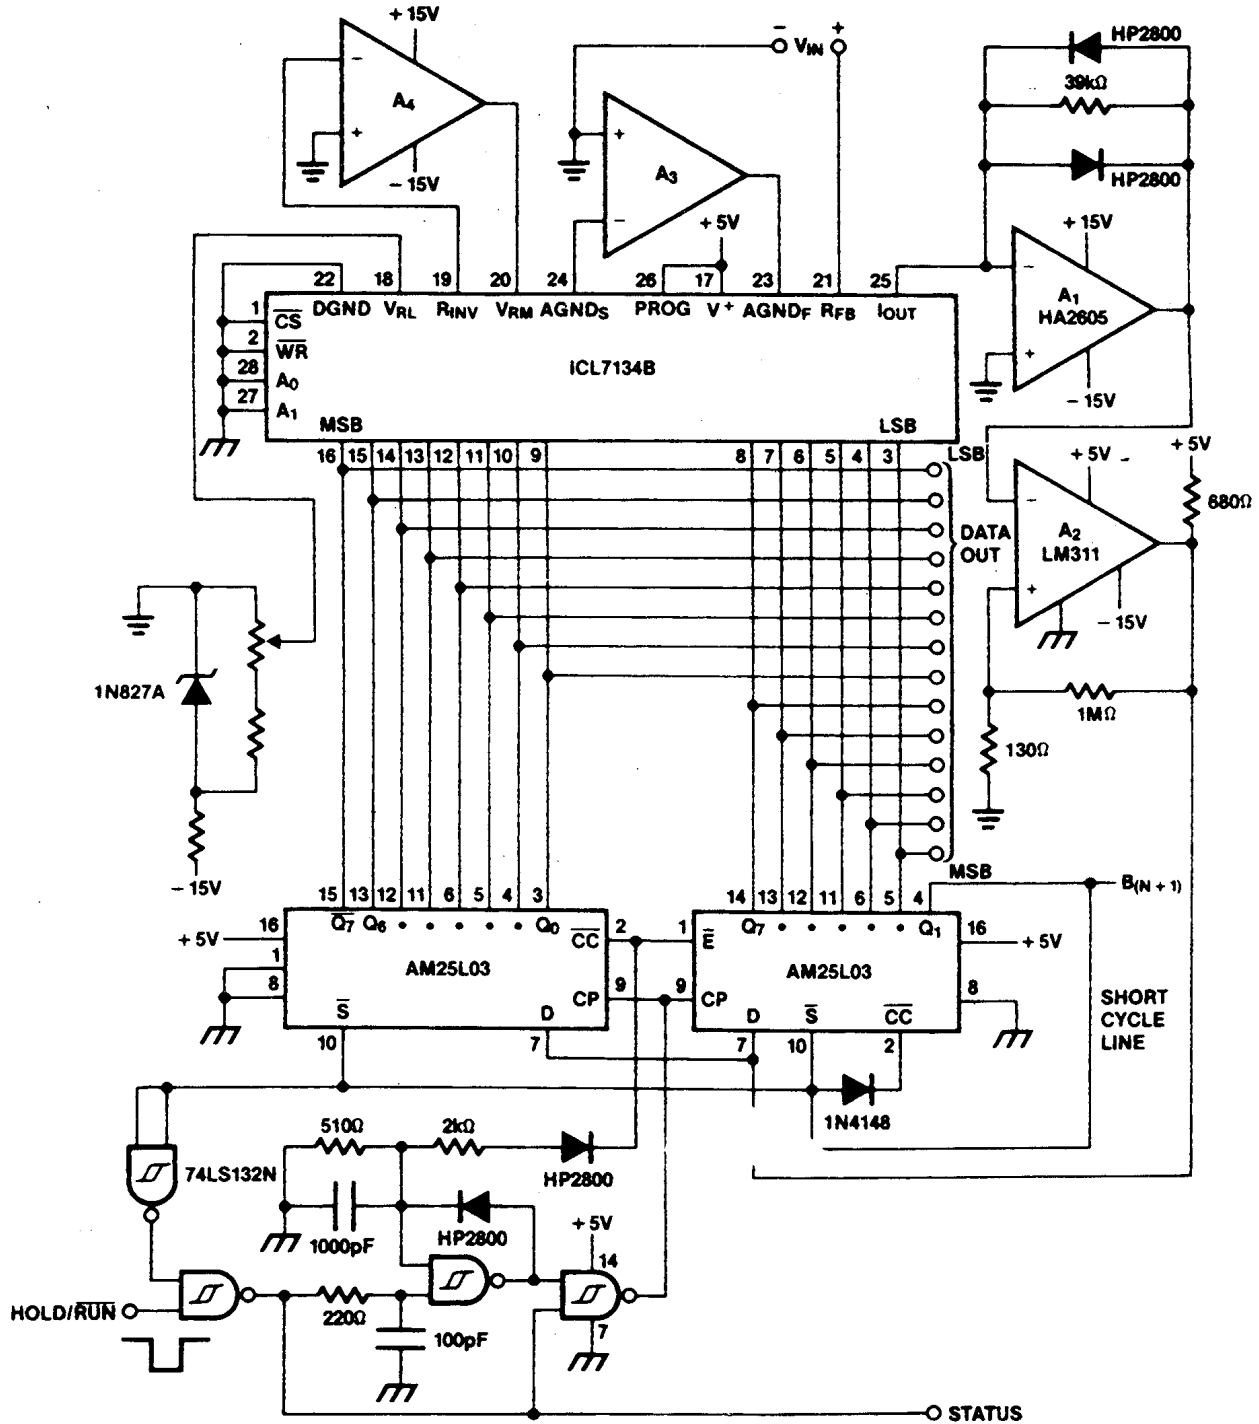 + 15V
−
A4
+
− 15V
− VIN +
+
A3
−
+ 5V
HP2800
39kΩ
HP2800
+ 15V
−
A1
HA2605
+
− 15V
22 18 19 20 24 26 17 23 21 25
DGND VRL RINV VRM AGNDS PROG V+ AGNDF RFB IOUT
1 CS
2 WR
28 A0
27 A1
ICL7134B
MSB LSB
16 15 14 13 12 11 10 9 8 7 6 5 4 3
LSB
DATA
OUT
MSB
+ 5V
+ 5V
680Ω
−
A2
LM311
+
− 15V
1MΩ
130Ω
1N827A
− 15V
15 13 12 11 6 5 4 3
Q7 Q6 Q0
+ 5V 16
1
8
AM25L03
CC 2
CP 9
S D
10 7
14 13 12 11 6 5 4
Q7 Q1
B(N + 1)
1 E
9 CP
AM25L03
16 + 5V
8
D S CC
7 10 2
SHORT
CYCLE
LINE
1N4148
510Ω
2kΩ
HP2800
74LS132N
1000pF
HP2800
+ 5V
14
7
HOLD/RUN
220Ω
100pF
STATUS